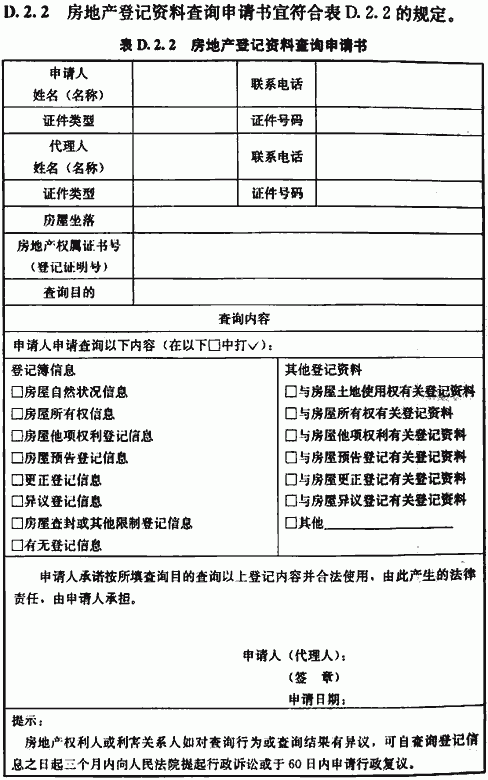 D.2.2 房地产登记资料查询申请书宜符合表 D.2.2 的规定。
表 D.2.2 房地产登记资料查询申请书
申请人
姓名（名称）
联系电话
证件类型
证件号码
代理人
姓名（名称）
联系电话
证件类型
证件号码
房屋坐落
房地产权属证书号
（登记证明号）
查询目的
查询内容
申请人申请查询以下内容（在以下□中打✓）：
登记簿信息
□房屋自然状况信息
□房屋所有权信息
□房屋他项权利登记信息
□房屋预告登记信息
□更正登记信息
□异议登记信息
□房屋查封或其他限制登记信息
□有无登记信息
其他登记资料
□与房屋土地使用权有关登记资料
□与房屋所有权有关登记资料
□与房屋他项权利有关登记资料
□与房屋预告登记有关登记资料
□与房屋更正登记有关登记资料
□与房屋异议登记有关登记资料
□其他____________
申请人承诺按所填查询目的查询以上登记内容并合法使用，由此产生的法律
责任，由申请人承担。
申请人（代理人）：
（签 章）
申请日期：
提示：
房地产权利人或利害关系人如对查询行为或查询结果有异议，可自查询登记信
息之日起三个月内向人民法院提起行政诉讼或于 60 日内申请行政复议。